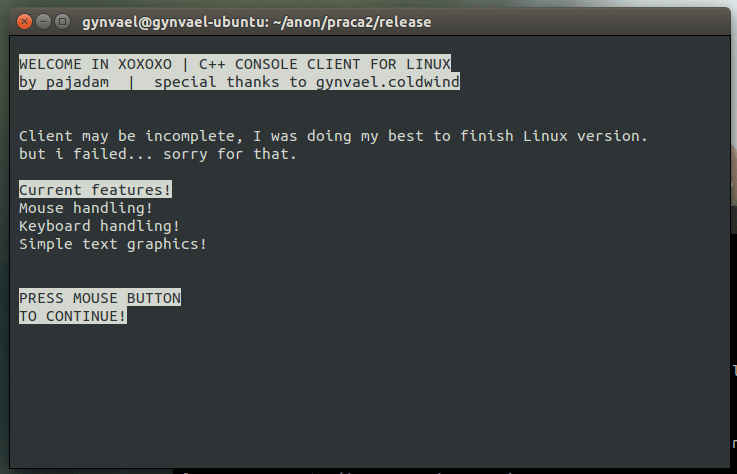 gynvael@gynvael-ubuntu: ~/anon/praca2/release
WELCOME IN XOXOXO | C++ CONSOLE CLIENT FOR LINUX
by pajadam  |  special thanks to gynvael.coldwind
Client may be incomplete, I was doing my best to finish Linux version.
but i failed... sorry for that.
Current features!
Mouse handling!
Keyboard handling!
Simple text graphics!
PRESS MOUSE BUTTON
TO CONTINUE!